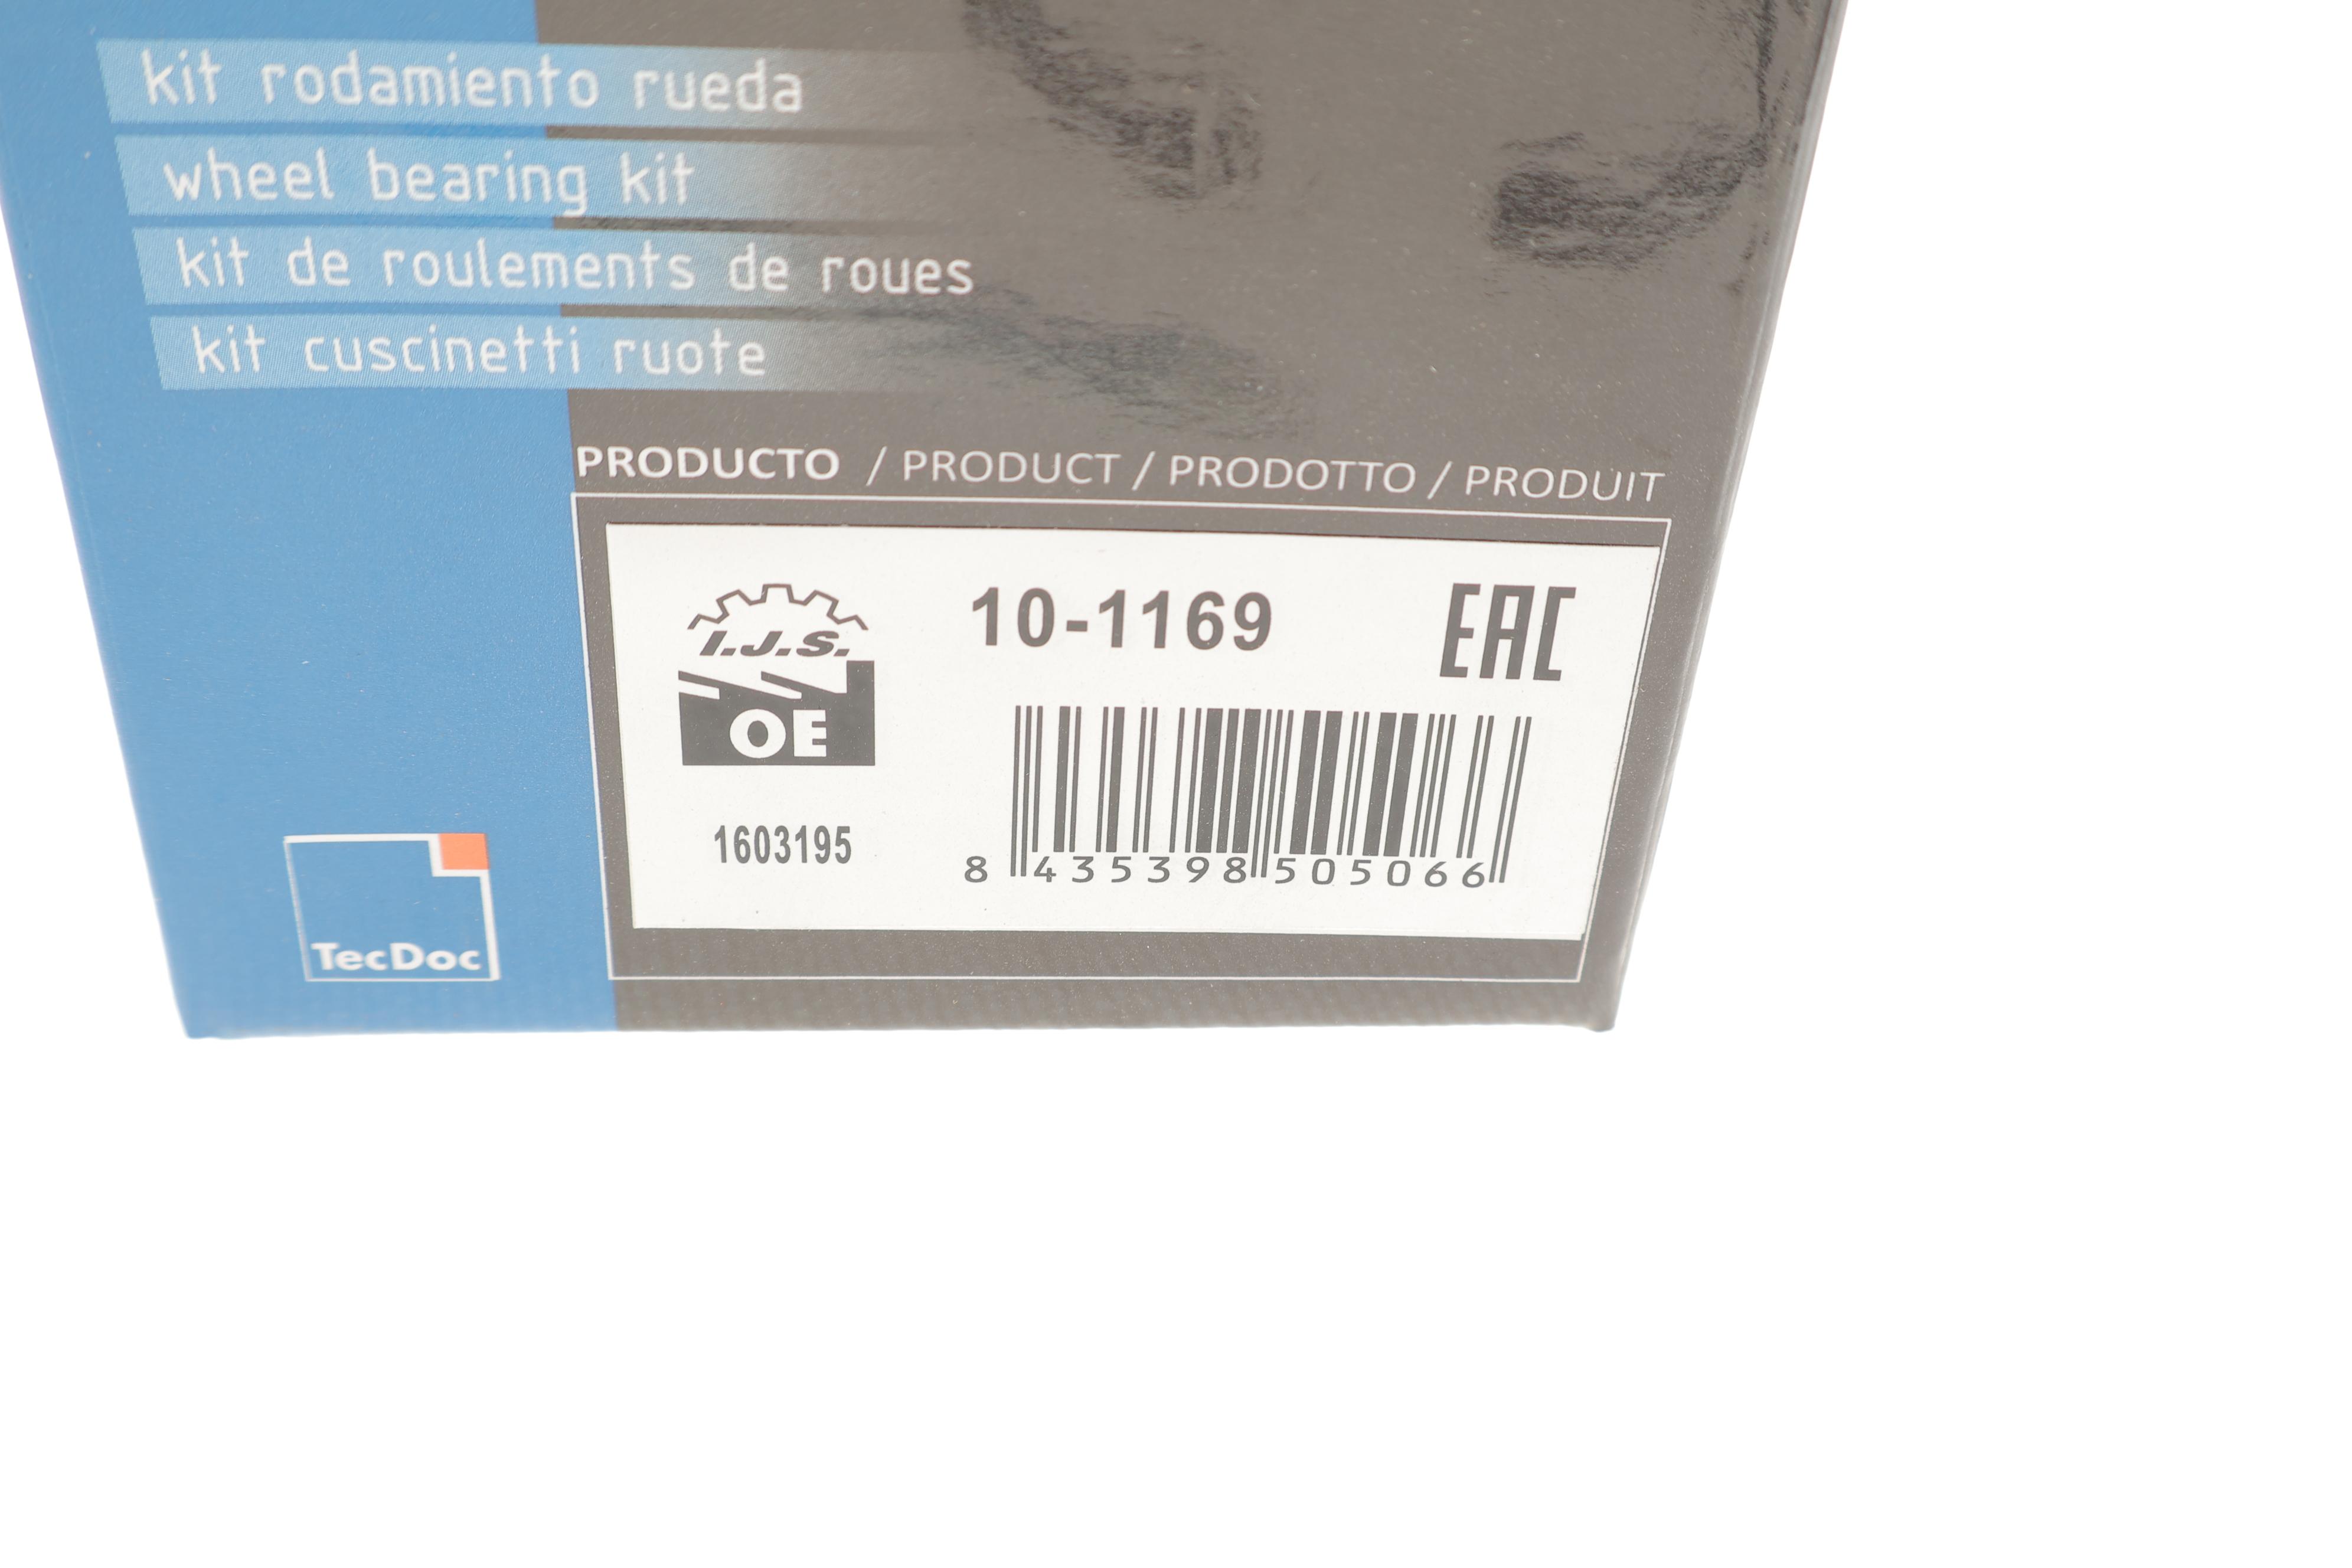 kit rodamiento rueda
wheel bearing kit
kit de roulements de roues
kit cuscinetti ruote
PRODUCTO / PRODUCT / PRODOTTO / PRODUIT
I.J.S.
OE
10-1169
EAC
1603195
8 435398 505066
TecDoc